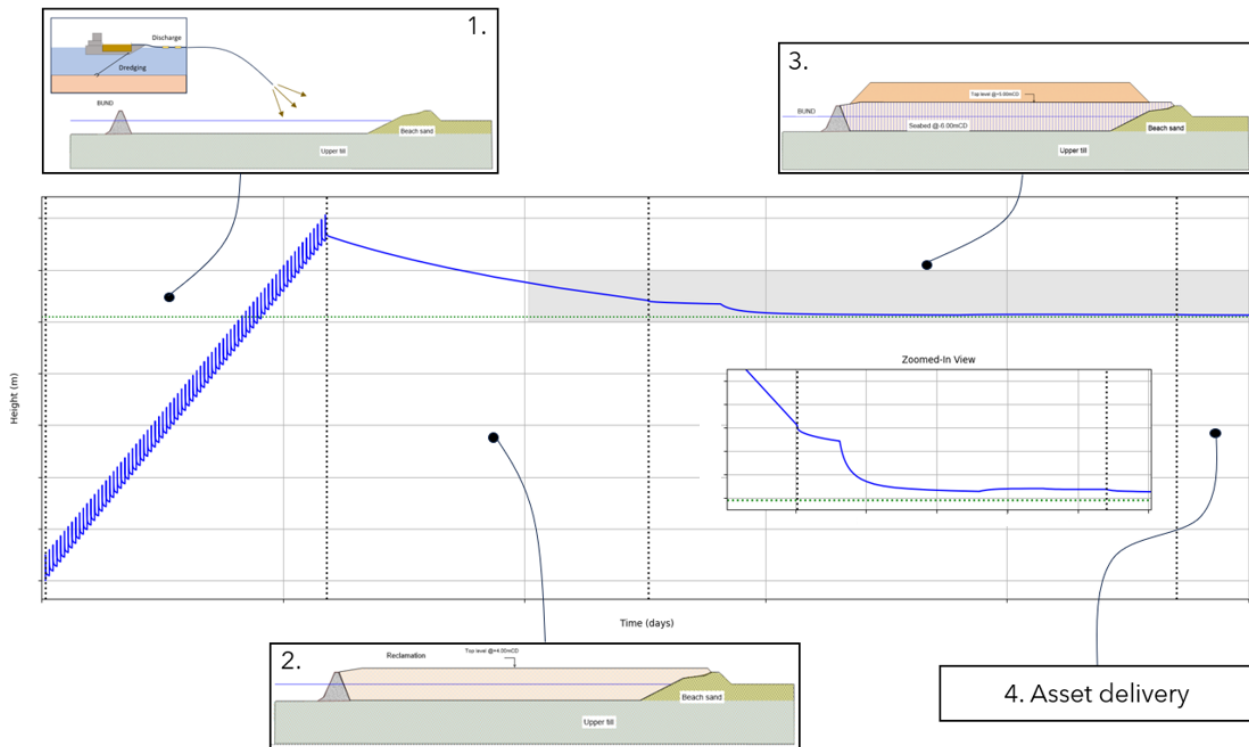 1.
Discharge
Dredging
BUND
Beach sand
Upper till
3.
Top level @+5.00mCD
BUND
Seabed @-6.00mCD
Beach sand
Upper till
Height (m)
Zoomed-In View
Time (days)
2.
Reclamation
Top level @+4.00mCD
Beach sand
Upper till
4. Asset delivery